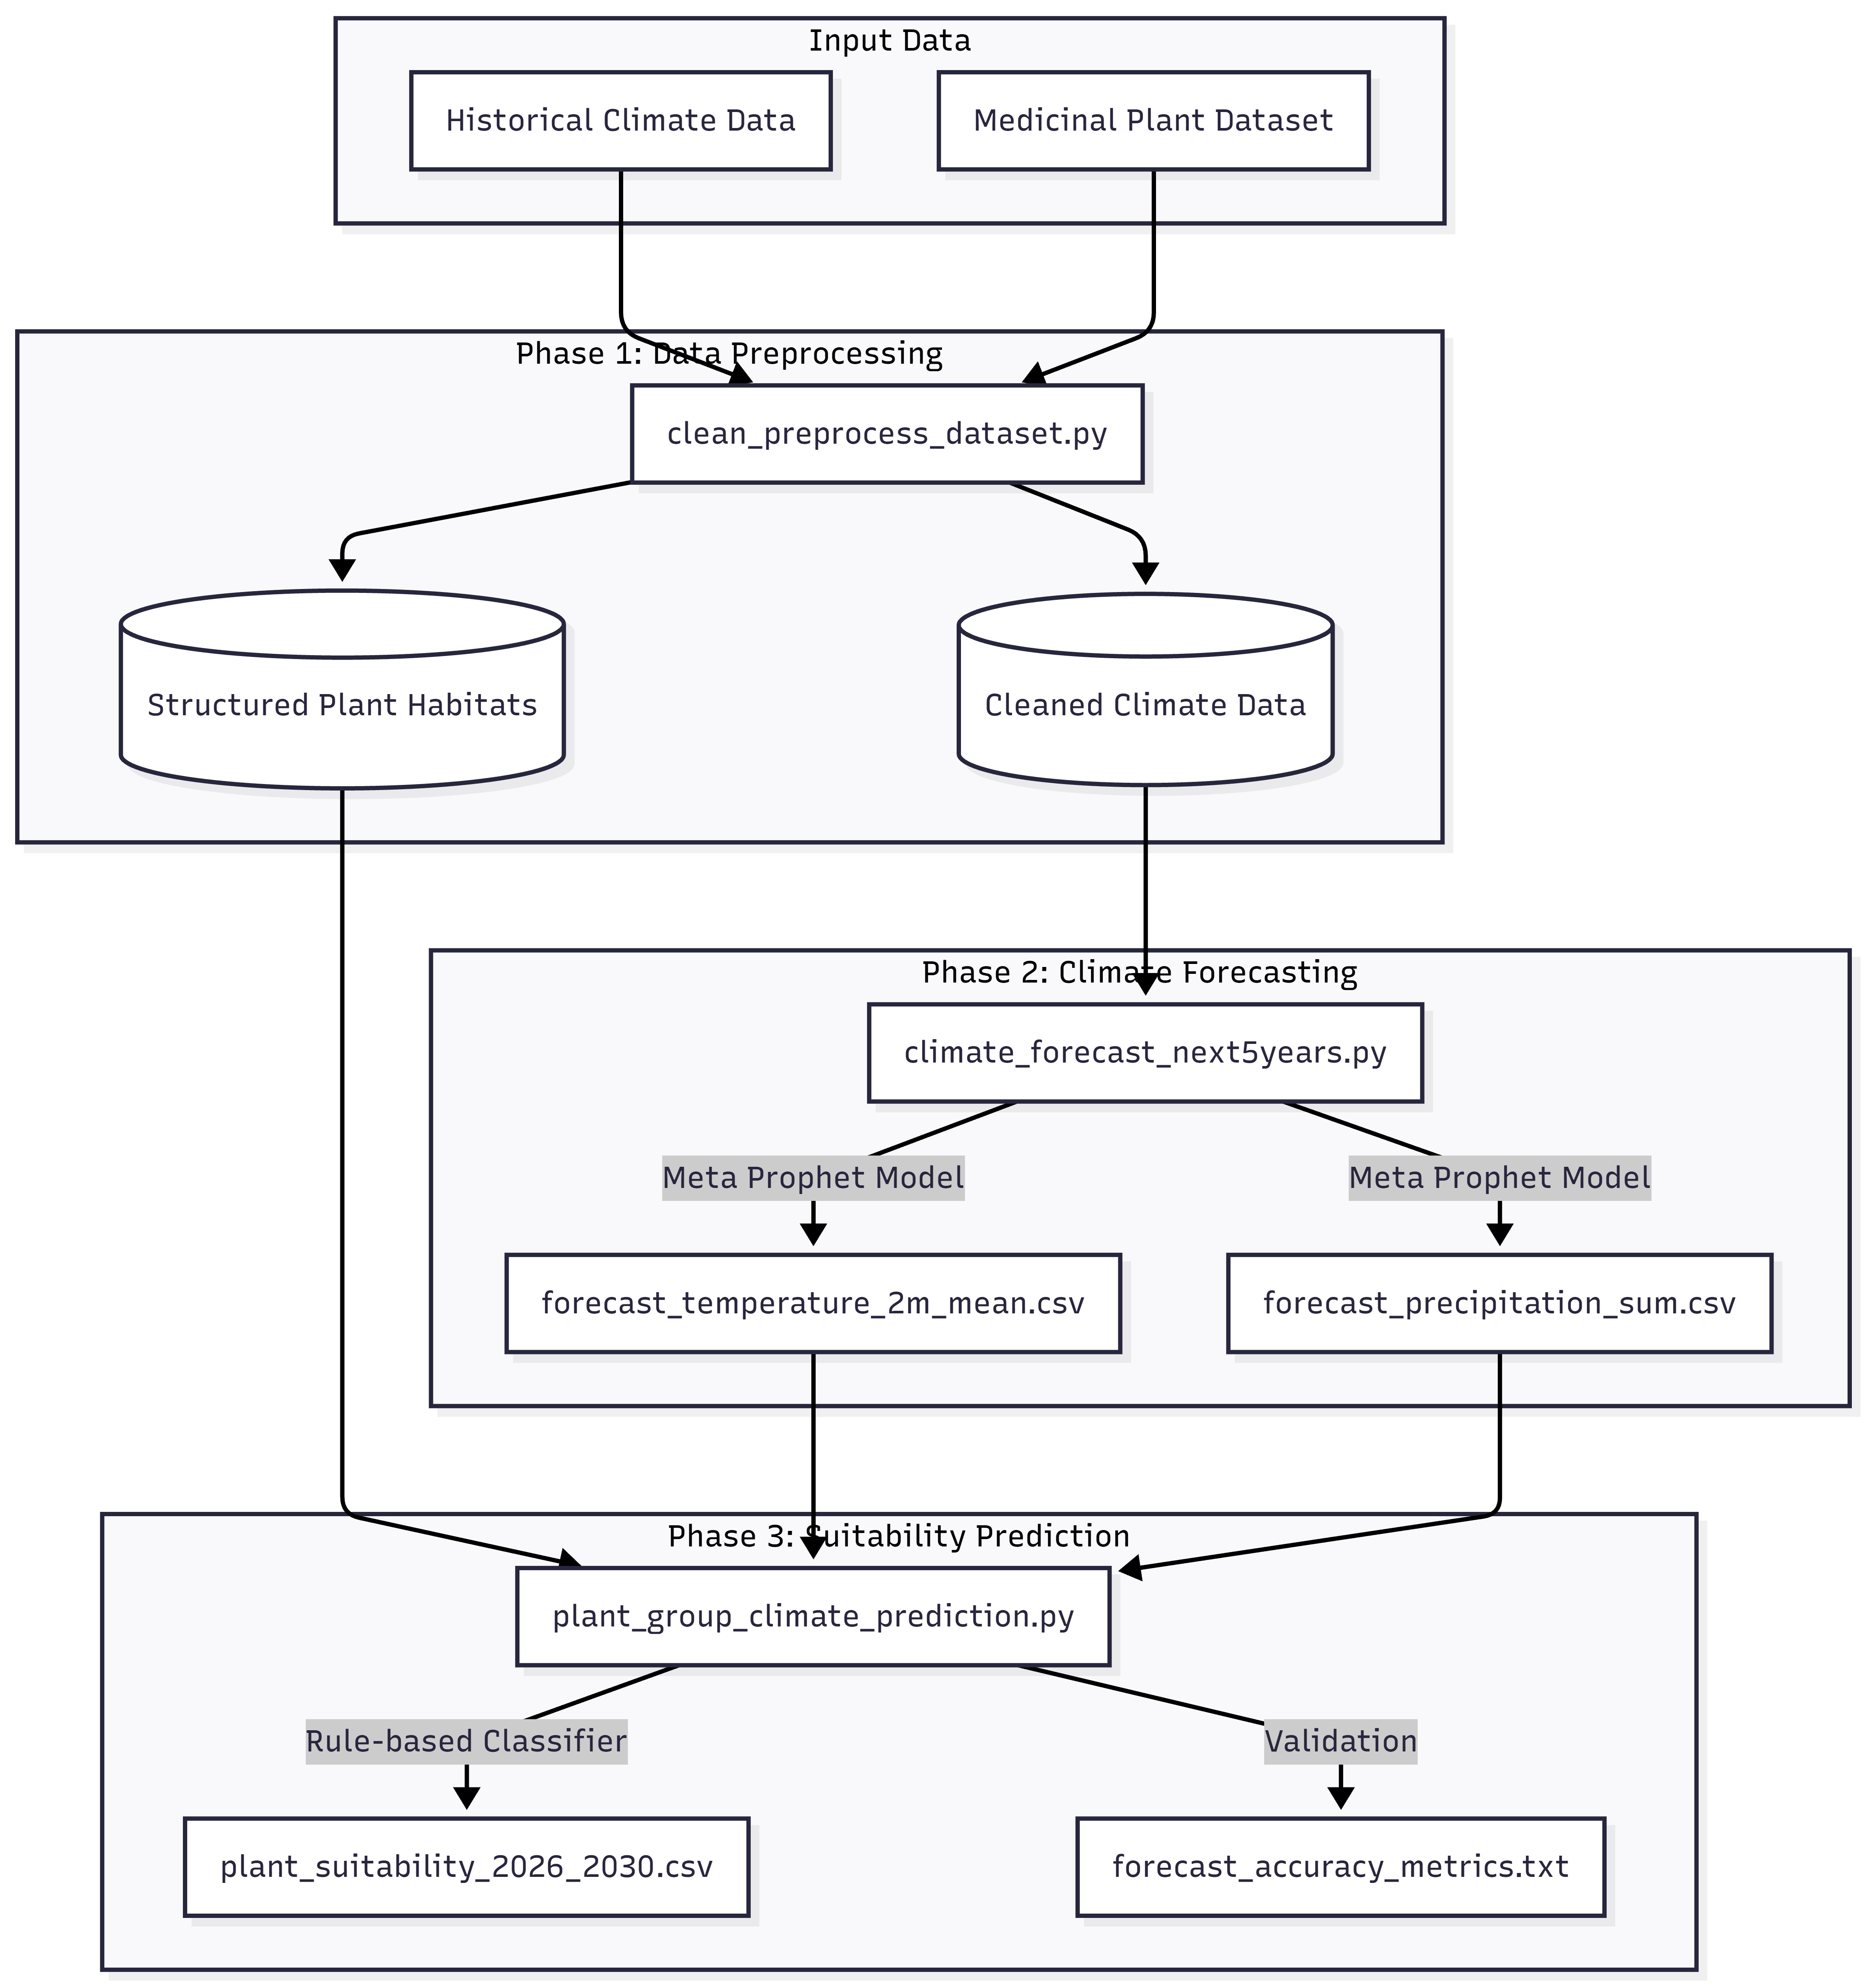 Input Data
Historical Climate Data
Medicinal Plant Dataset
Phase 1: Data Preprocessing
clean_preprocess_dataset.py
Structured Plant Habitats
Cleaned Climate Data
Phase 2: Climate Forecasting
climate_forecast_next5years.py
Meta Prophet Model
Meta Prophet Model
forecast_temperature_2m_mean.csv
forecast_precipitation_sum.csv
Phase 3: Suitability Prediction
plant_group_climate_prediction.py
Rule-based Classifier
Validation
plant_suitability_2026_2030.csv
forecast_accuracy_metrics.txt